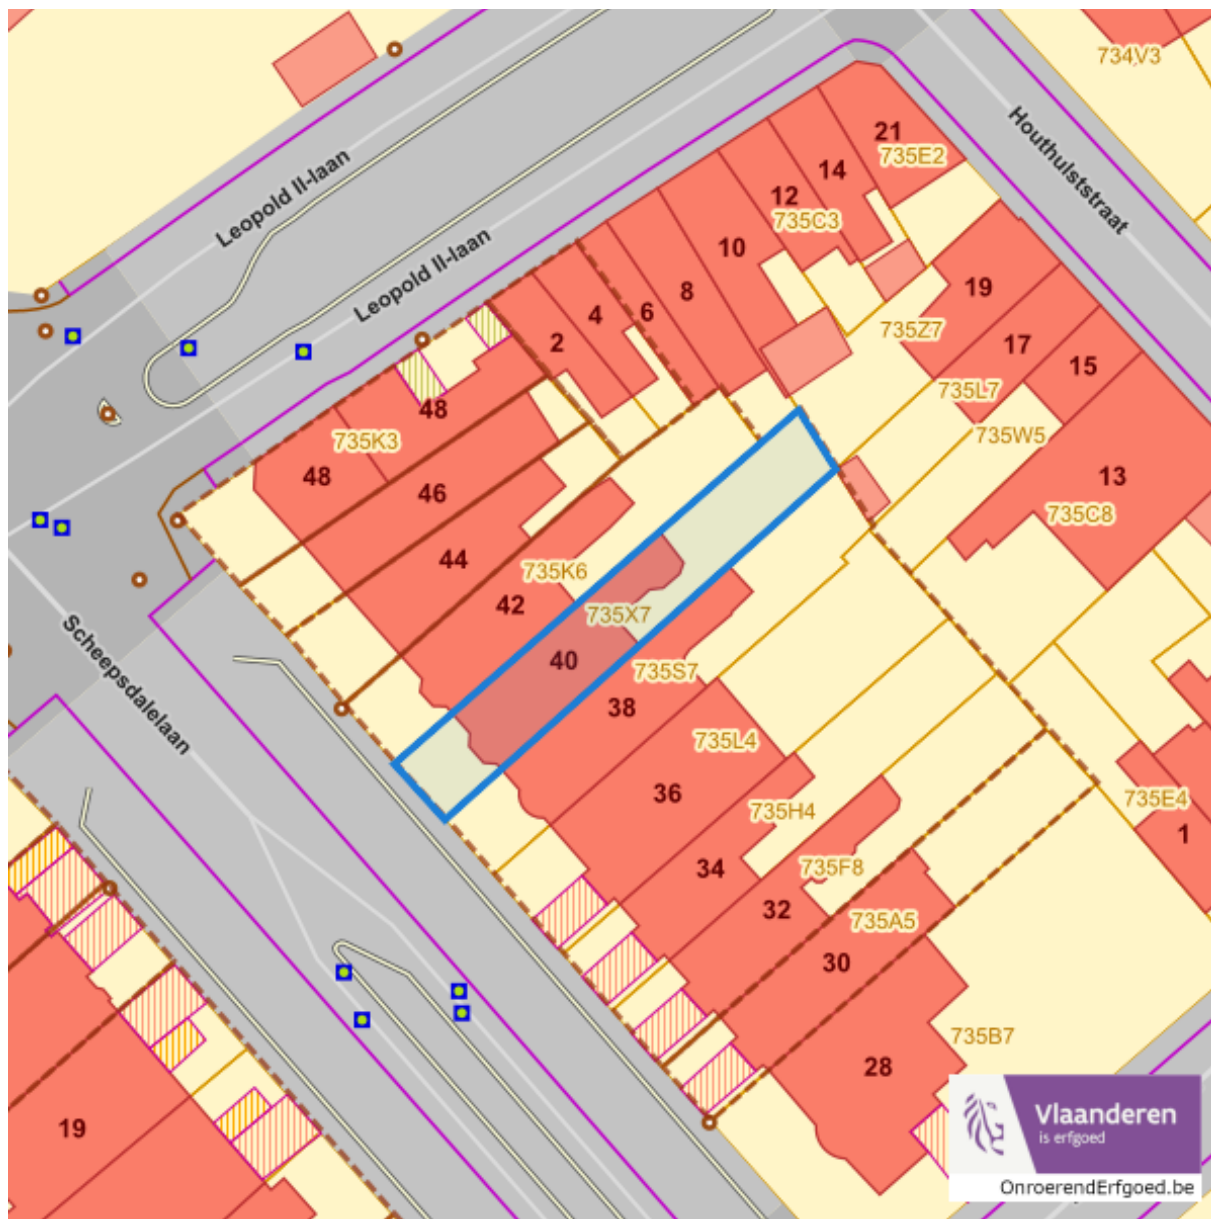 734V3
21
735E2
Houthulststraat
14
12
735C3
Leopold II-laan
10
Leopold II-laan
8
19
6
4
735Z7
2
17
15
735L7
48
735K3
735W5
48
46
13
735C8
44
735K6
42
735X7
Scheepsdalelaan
40
735S7
38
735L4
36
735H4
735E4
1
34
735F8
32
735A5
30
735B7
28
19
Vlaanderen
is erfgoed
OnroerendErfgoed.be